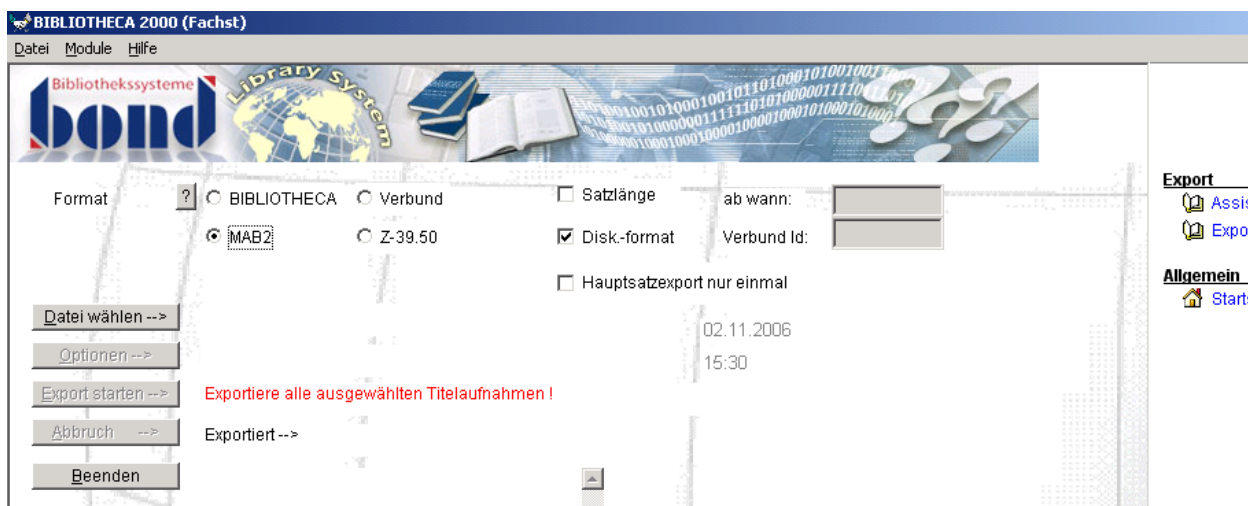 BIBLIOTHECA 2000 (Fachst)
Datei Module Hilfe
Bibliothekssysteme
bond
Library System
Format ? BIBLIOTHECA Verbund Satzlänge ab wann:
MAB2 Z-39.50 Disk.-format Verbund Id:
Hauptsatzexport nur einmal
Export
Allgemein
Datei wählen -->
02.11.2006
Optionen -->
15:30
Export starten --> Exportiere alle ausgewählten Titelaufnahmen !
Abbruch --> Exportiert -->
Beenden